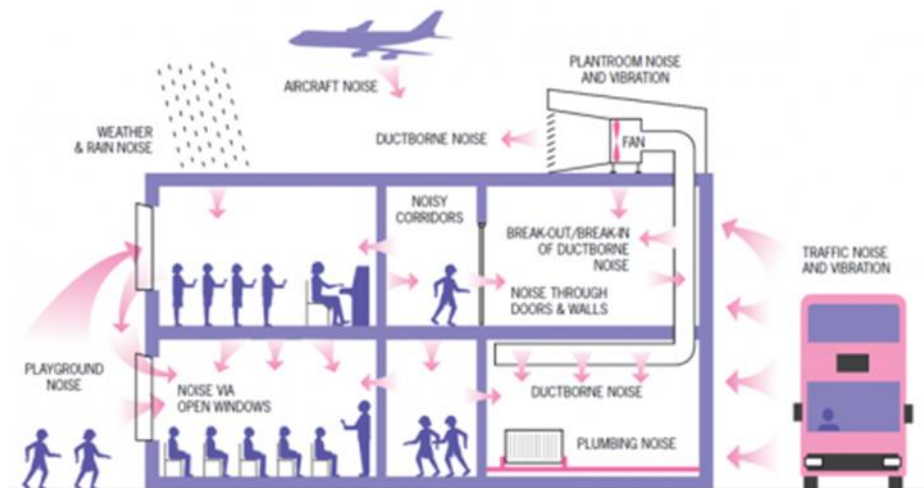 PLANTROOM NOISE
AND VIBRATION
AIRCRAFT NOISE
WEATHER
& RAIN NOISE
DUCTBORNE NOISE
FAN
NOISY
CORRIDORS
BREAK-OUT/BREAK-IN
OF DUCTBORNE
NOISE
TRAFFIC NOISE
AND VIBRATION
NOISE THROUGH
DOORS & WALLS
PLAYGROUND
NOISE
NOISE VIA
OPEN WINDOWS
DUCTBORNE NOISE
PLUMBING NOISE